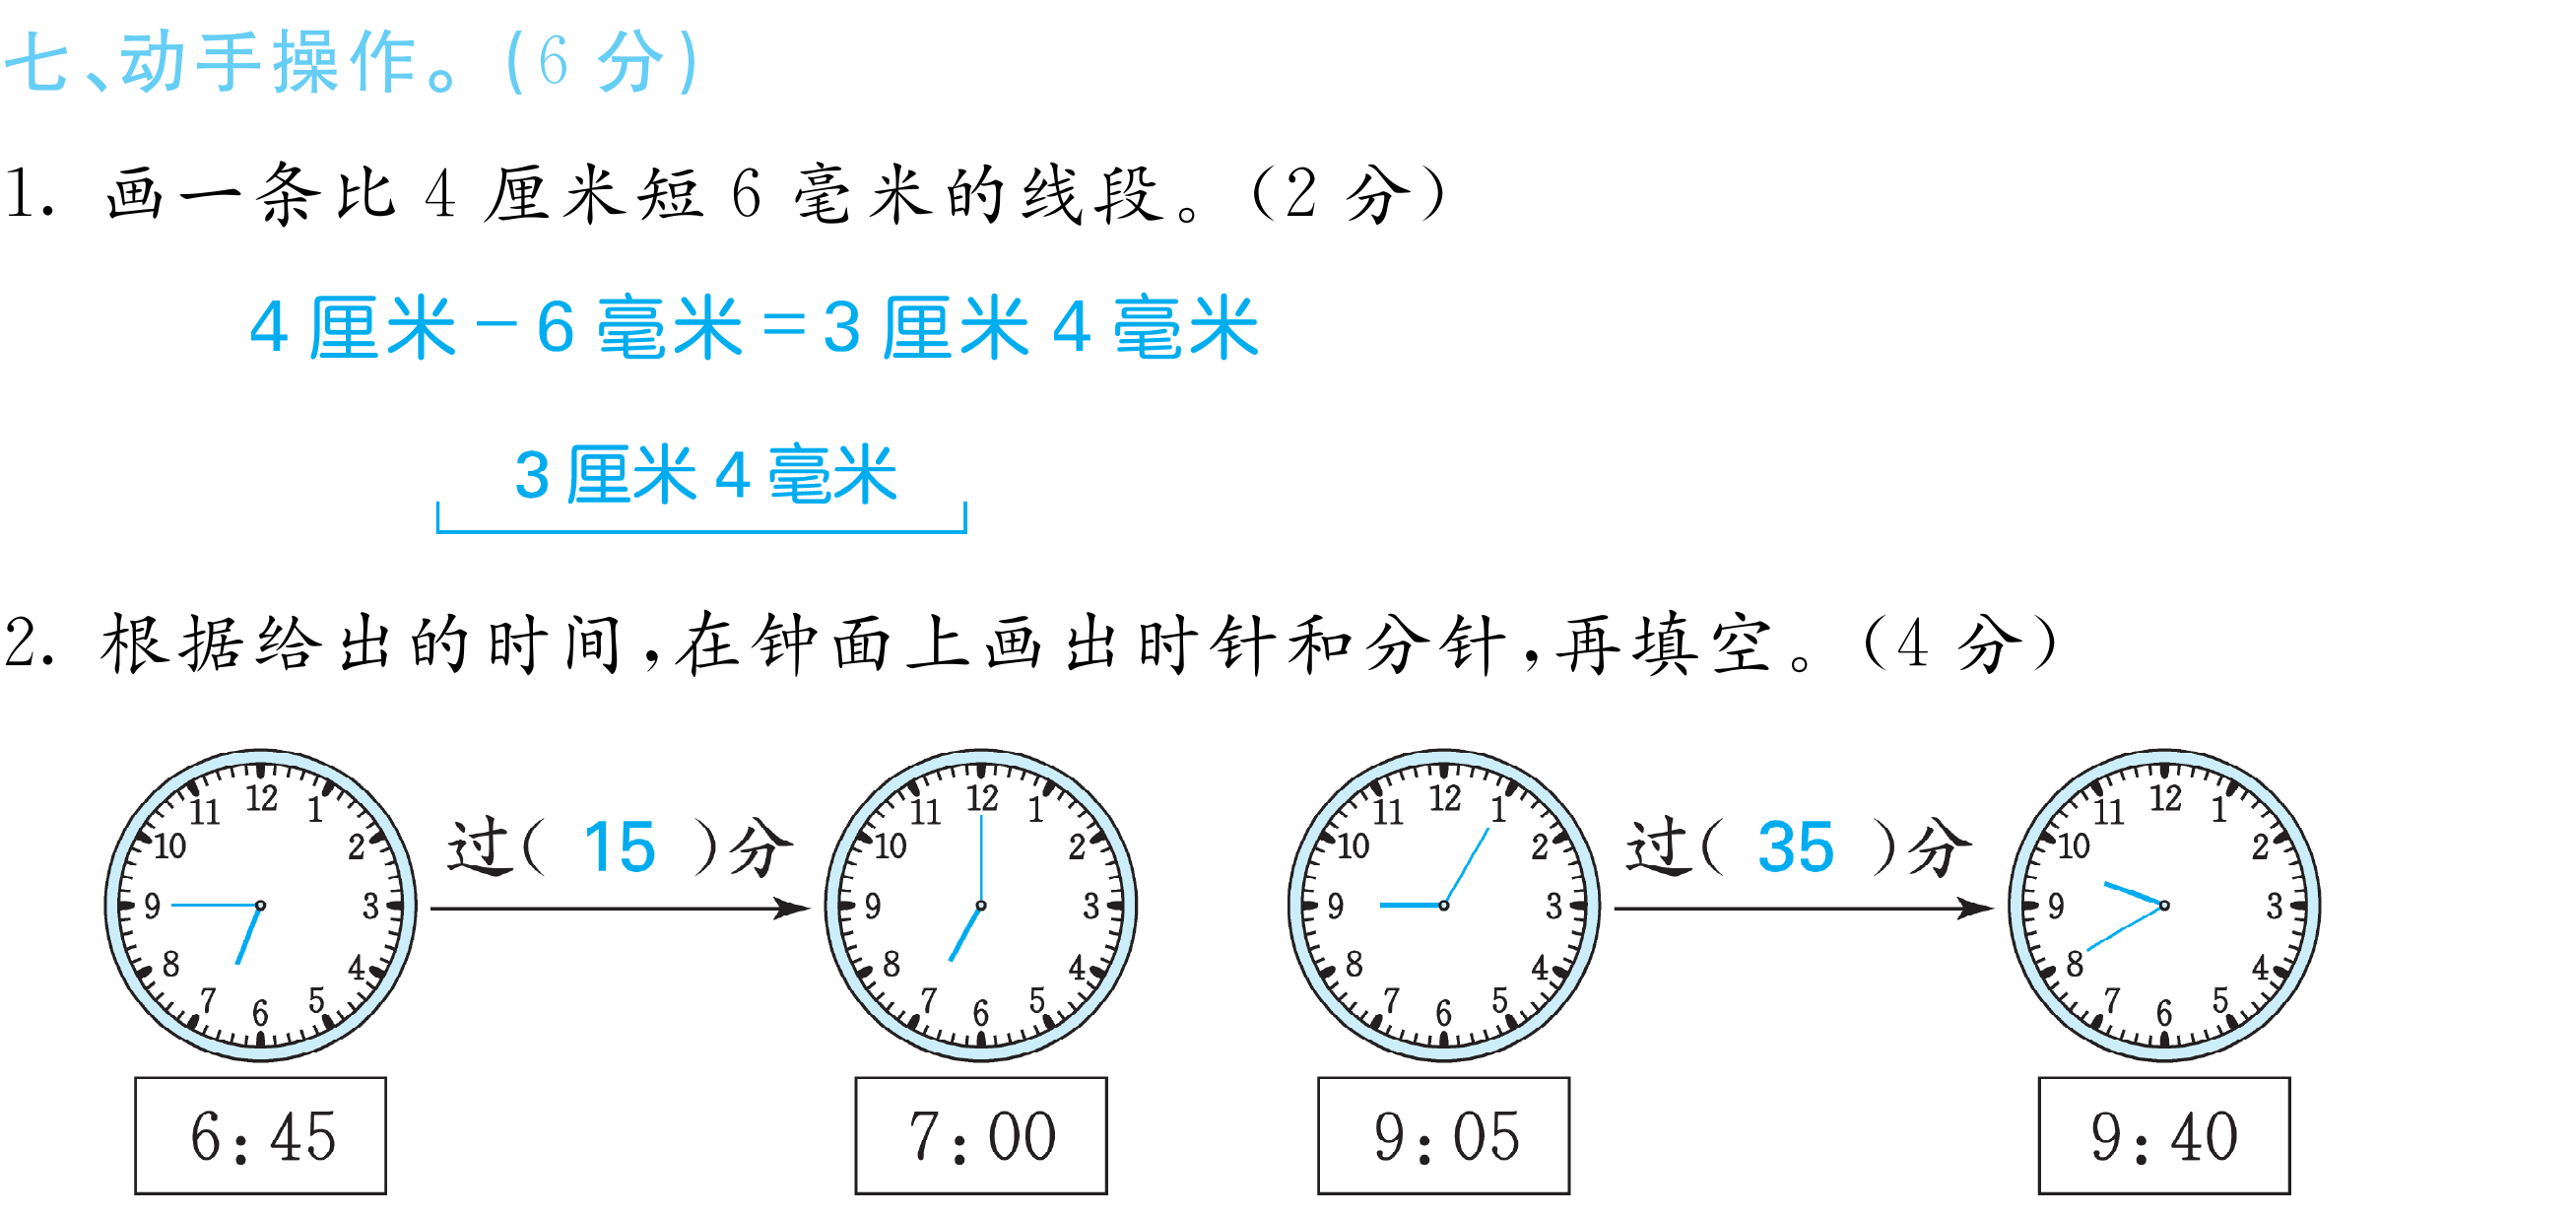 七、动手操作。(6 分)
1. 画一条比 4 厘米短 6 毫米的线段。(2 分)
4 厘米－6 毫米＝3 厘米 4 毫米
3 厘米 4 毫米
2. 根据给出的时间,在钟面上画出时针和分针,再填空。(4 分)
12 1 2 3 4 5 6 7 8 9 10 11
过( 15 )分
12 1 2 3 4 5 6 7 8 9 10 11
12 1 2 3 4 5 6 7 8 9 10 11
过( 35 )分
12 1 2 3 4 5 6 7 8 9 10 11
6:45
7:00
9:05
9:40